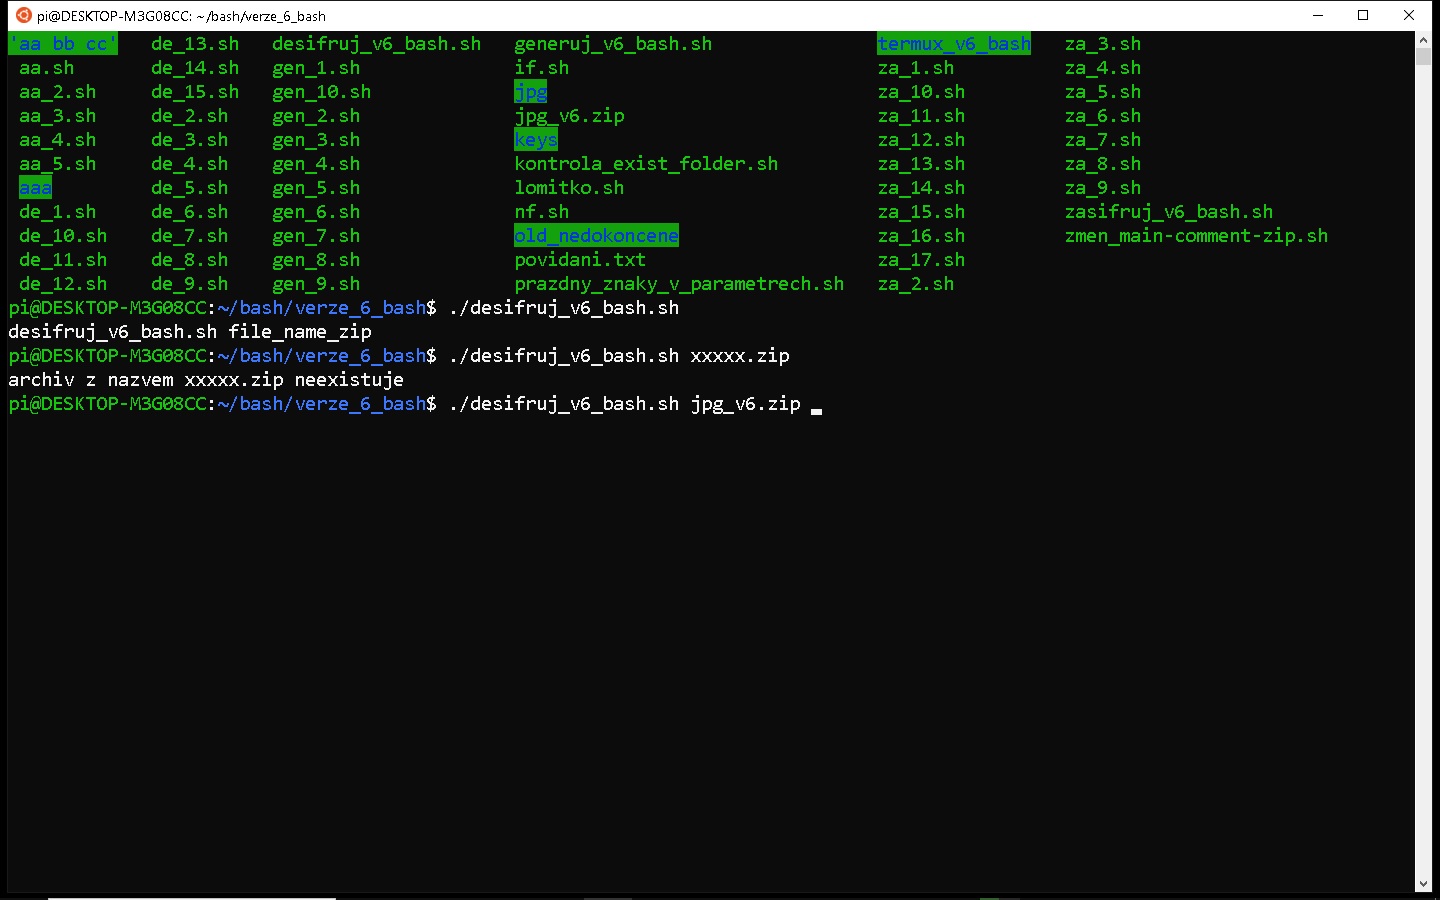 pi@DESKTOP-M3G08CC: ~/bash/verze_6_bash
'aa bb cc' de_13.sh desifruj_v6_bash.sh generuj_v6_bash.sh termux_v6_bash za_3.sh
aa.sh de_14.sh gen_1.sh if.sh za_1.sh za_4.sh
aa_2.sh de_15.sh gen_10.sh jpg za_10.sh za_5.sh
aa_3.sh de_2.sh gen_2.sh jpg_v6.zip za_11.sh za_6.sh
aa_4.sh de_3.sh gen_3.sh keys za_12.sh za_7.sh
aa_5.sh de_4.sh gen_4.sh kontrola_exist_folder.sh za_13.sh za_8.sh
aaa de_5.sh gen_5.sh lomitko.sh za_14.sh za_9.sh
de_1.sh de_6.sh gen_6.sh nf.sh za_15.sh zasifruj_v6_bash.sh
de_10.sh de_7.sh gen_7.sh old_nedokoncene za_16.sh zmen_main-comment-zip.sh
de_11.sh de_8.sh gen_8.sh povidani.txt za_17.sh
de_12.sh de_9.sh gen_9.sh prazdny_znaky_v_parametrech.sh za_2.sh
pi@DESKTOP-M3G08CC:~/bash/verze_6_bash$ ./desifruj_v6_bash.sh
desifruj_v6_bash.sh file_name_zip
pi@DESKTOP-M3G08CC:~/bash/verze_6_bash$ ./desifruj_v6_bash.sh xxxxx.zip
archiv z nazvem xxxxx.zip neexistuje
pi@DESKTOP-M3G08CC:~/bash/verze_6_bash$ ./desifruj_v6_bash.sh jpg_v6.zip